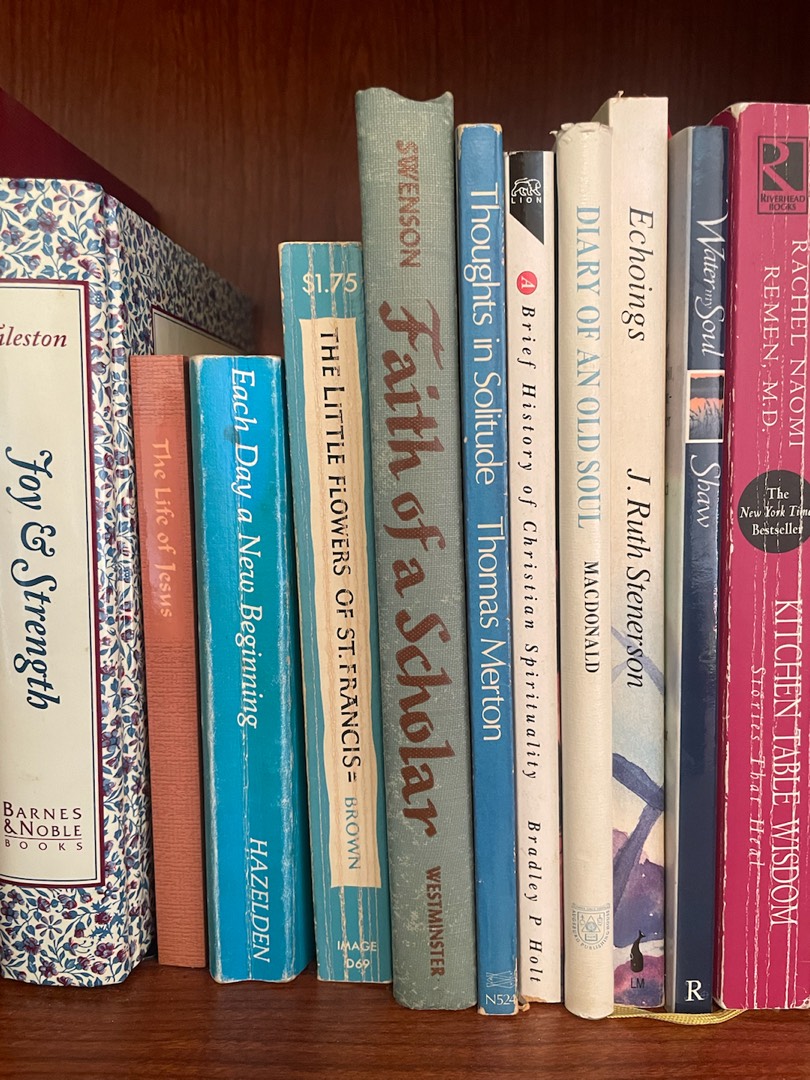 ileston
Joy & Strength
BARNES
&NOBLE
BOOKS
The Life of Jesus
Each Day a New Beginning
HAZELDEN
$1.75
THE LITTLE FLOWERS OF ST. FRANCIS=
BROWN
IMAGE
D69
SWENSON
Faith of a Scholar
WESTMINSTER
Thoughts in Solitude Thomas Merton
N524
LION
A Brief History of Christian Spirituality Bradley P Holt
DIARY OF AN OLD SOUL
MACDONALD
Echoings
J. Ruth Stenerson
LM
Water my Soul
Shaw
R
R
RIVERHEAD
BOOKS
RACHEL NAOMI
REMEN, M.D.
The
New York Tim
Bestseller
KITCHEN TABLE WISDOM
Stories That Heal